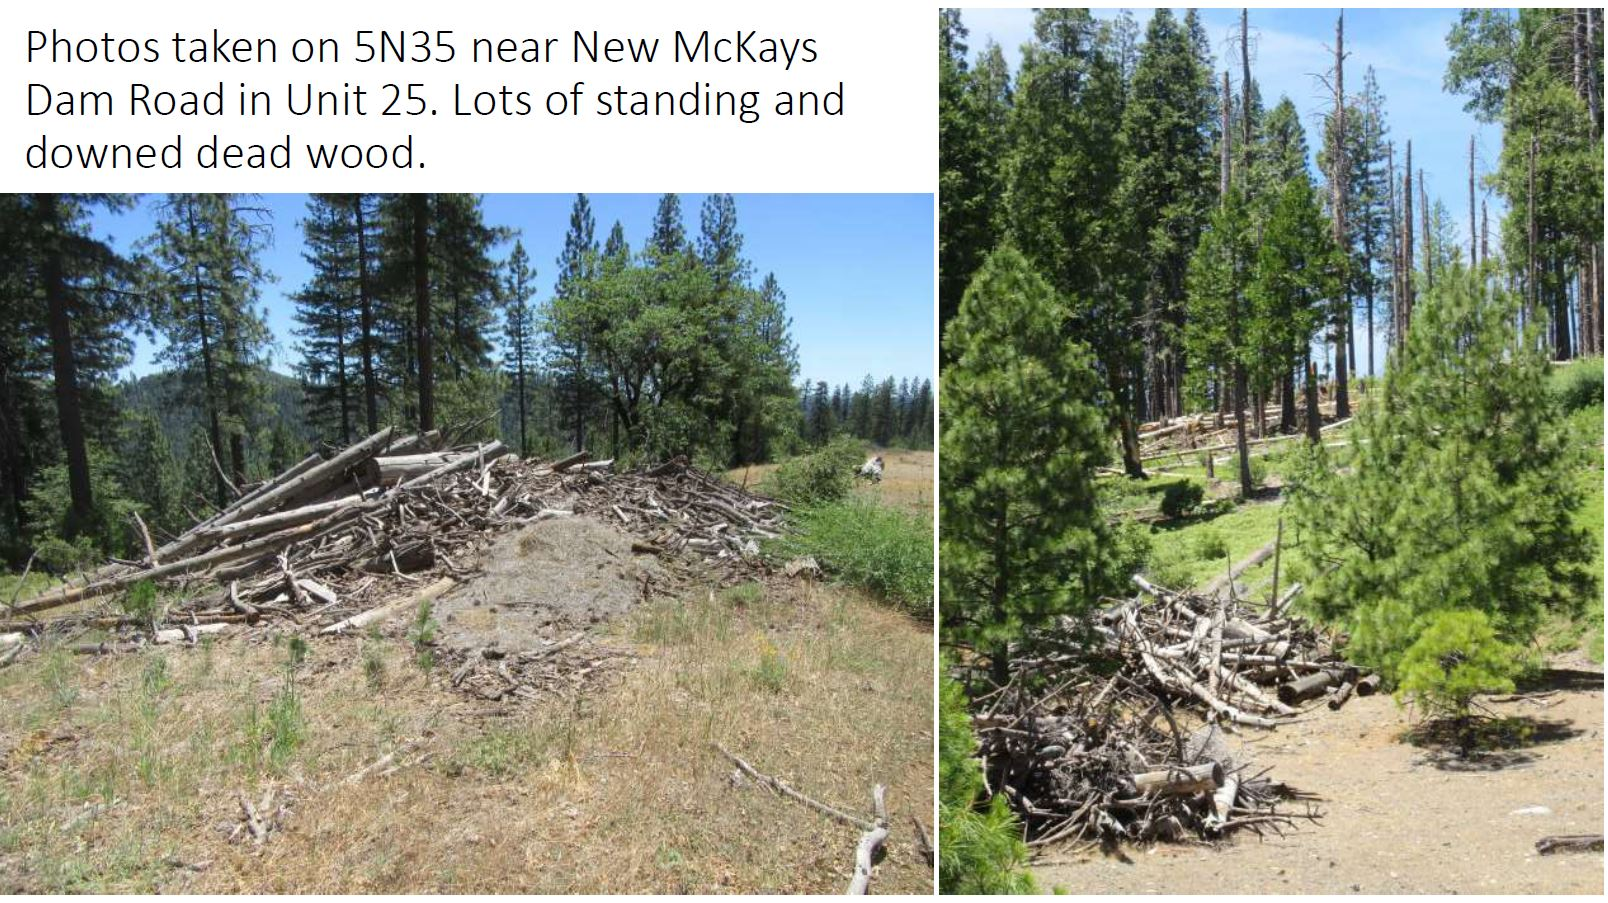 Photos taken on 5N35 near New McKays
Dam Road in Unit 25. Lots of standing and
downed dead wood.